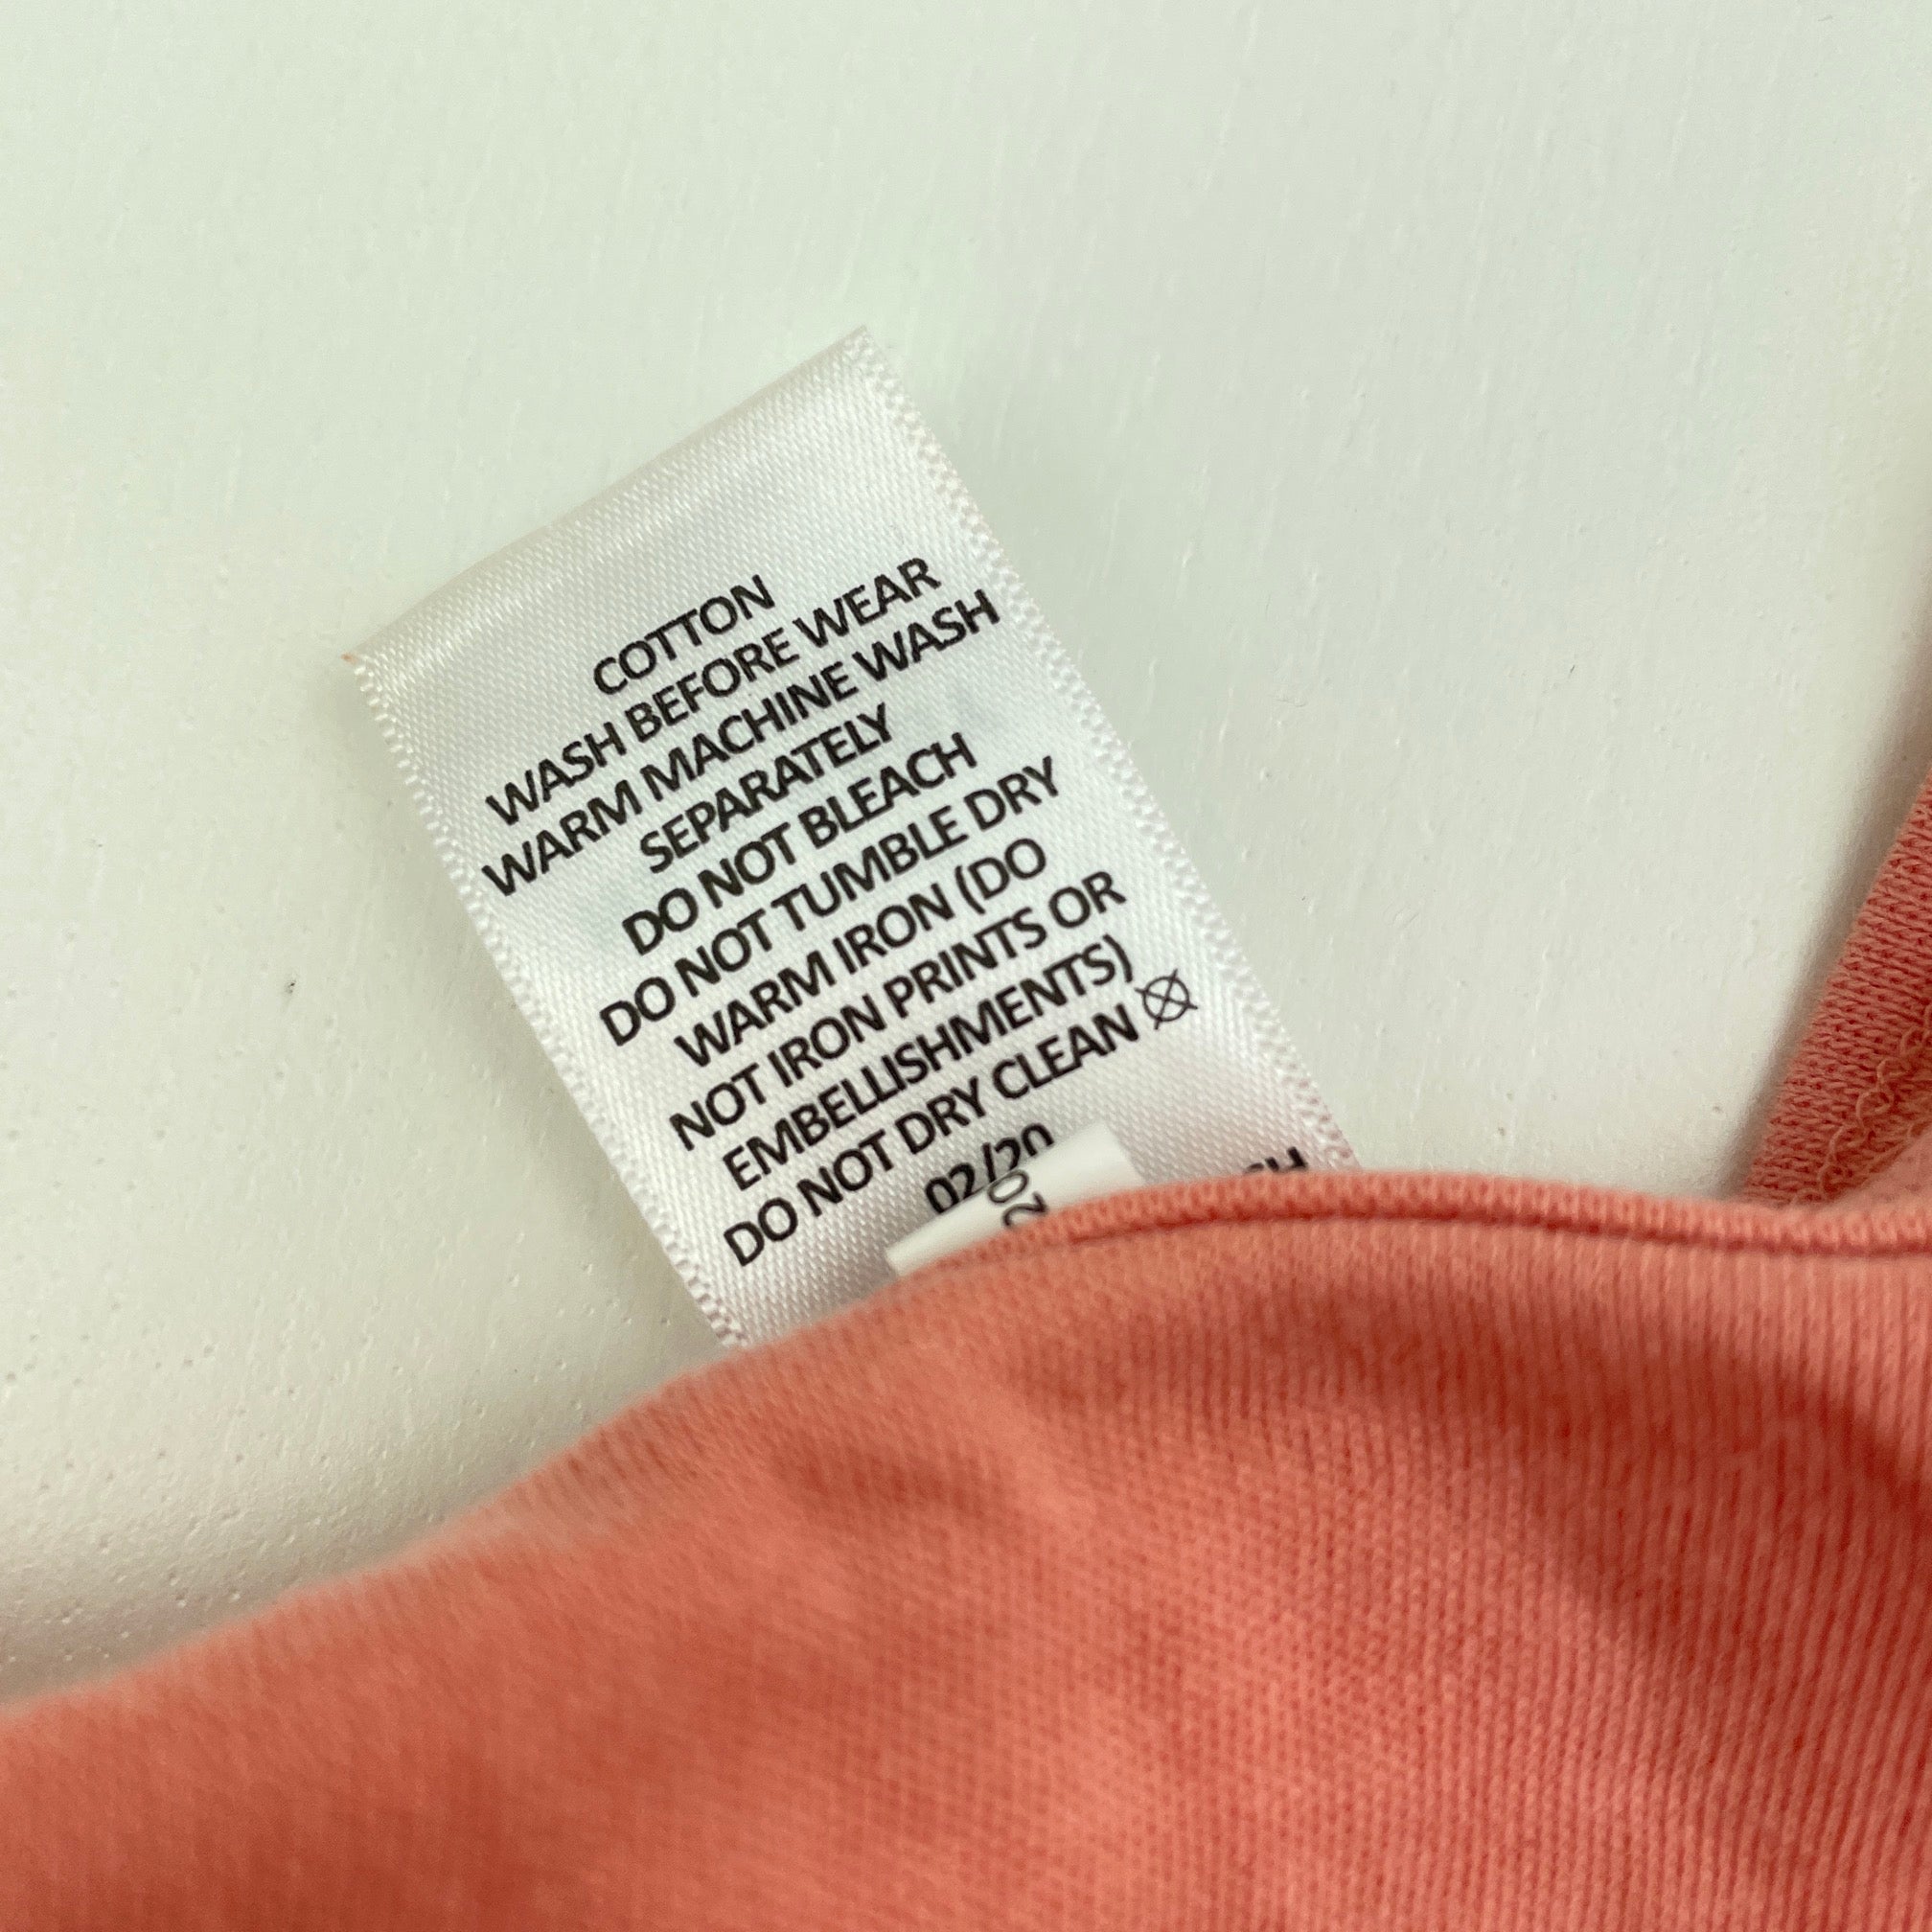 COTTON
WASH BEFORE WEAR
WARM MACHINE WASH
SEPARATELY
DO NOT BLEACH
DO NOT TUMBLE DRY
WARM IRON (DO
NOT IRON PRINTS OR
EMBELLISHMENTS)
DO NOT DRY CLEAN
02/20